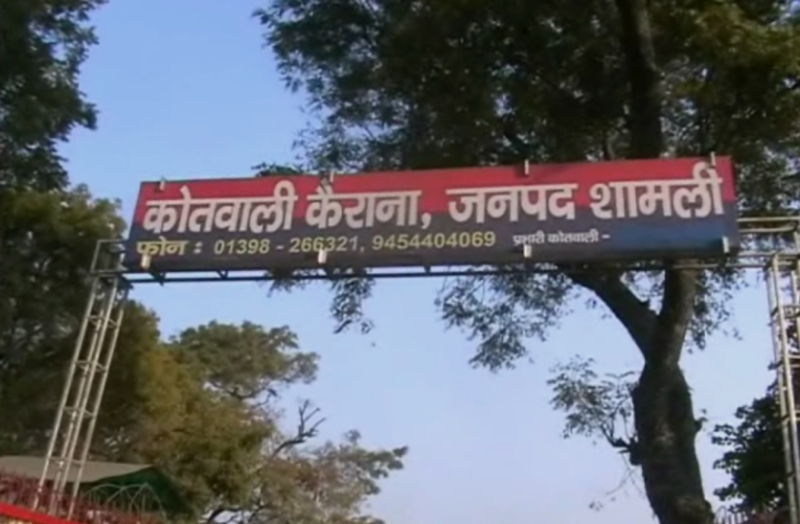 कोतवाली कैराना, जनपद शामली
फोन : 01398 - 266321, 9454404069 प्रभारी कोतवाली -